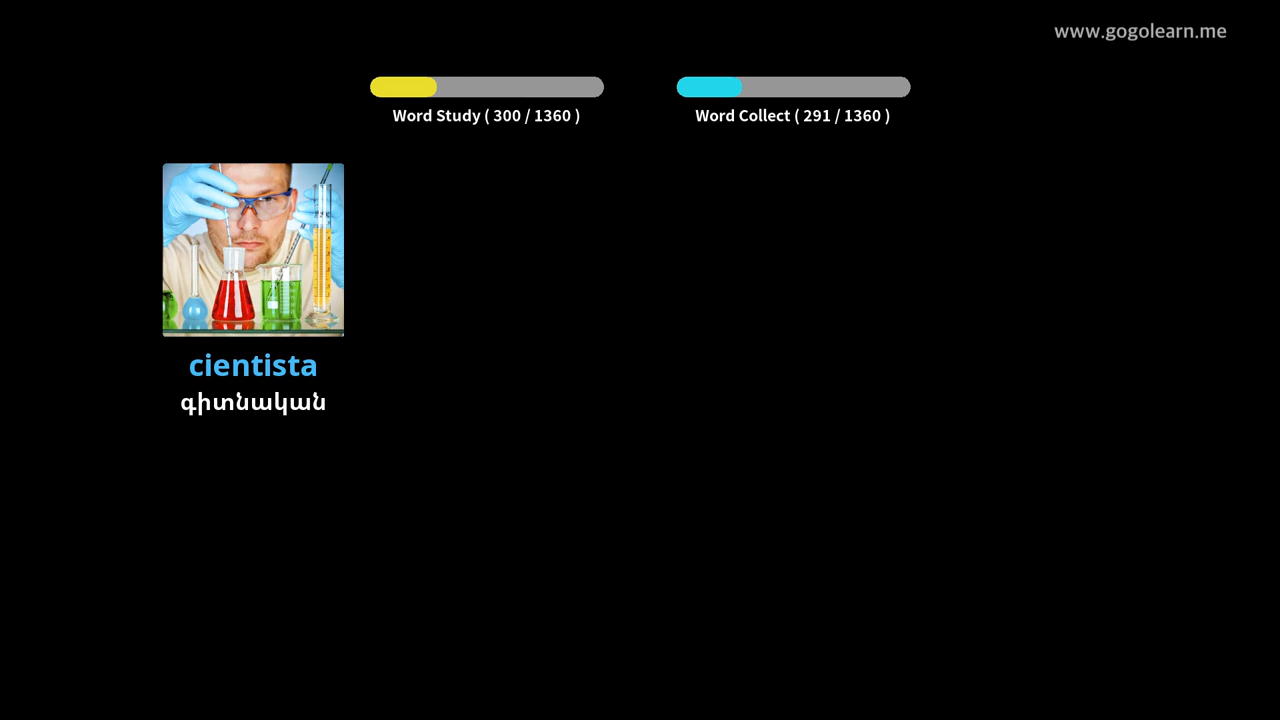 www.gogolearn.me
Word Study ( 300 / 1360 )
Word Collect ( 291 / 1360 )
cientista
գիտնական